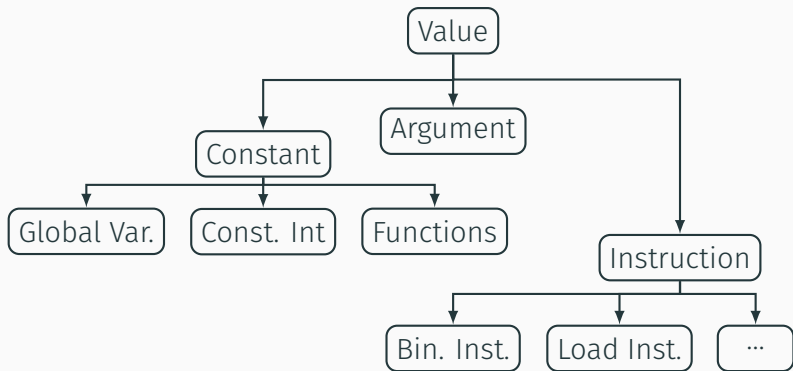 Value
Argument
Constant
Global Var.
Const. Int
Functions
Instruction
Bin. Inst.
Load Inst.
...